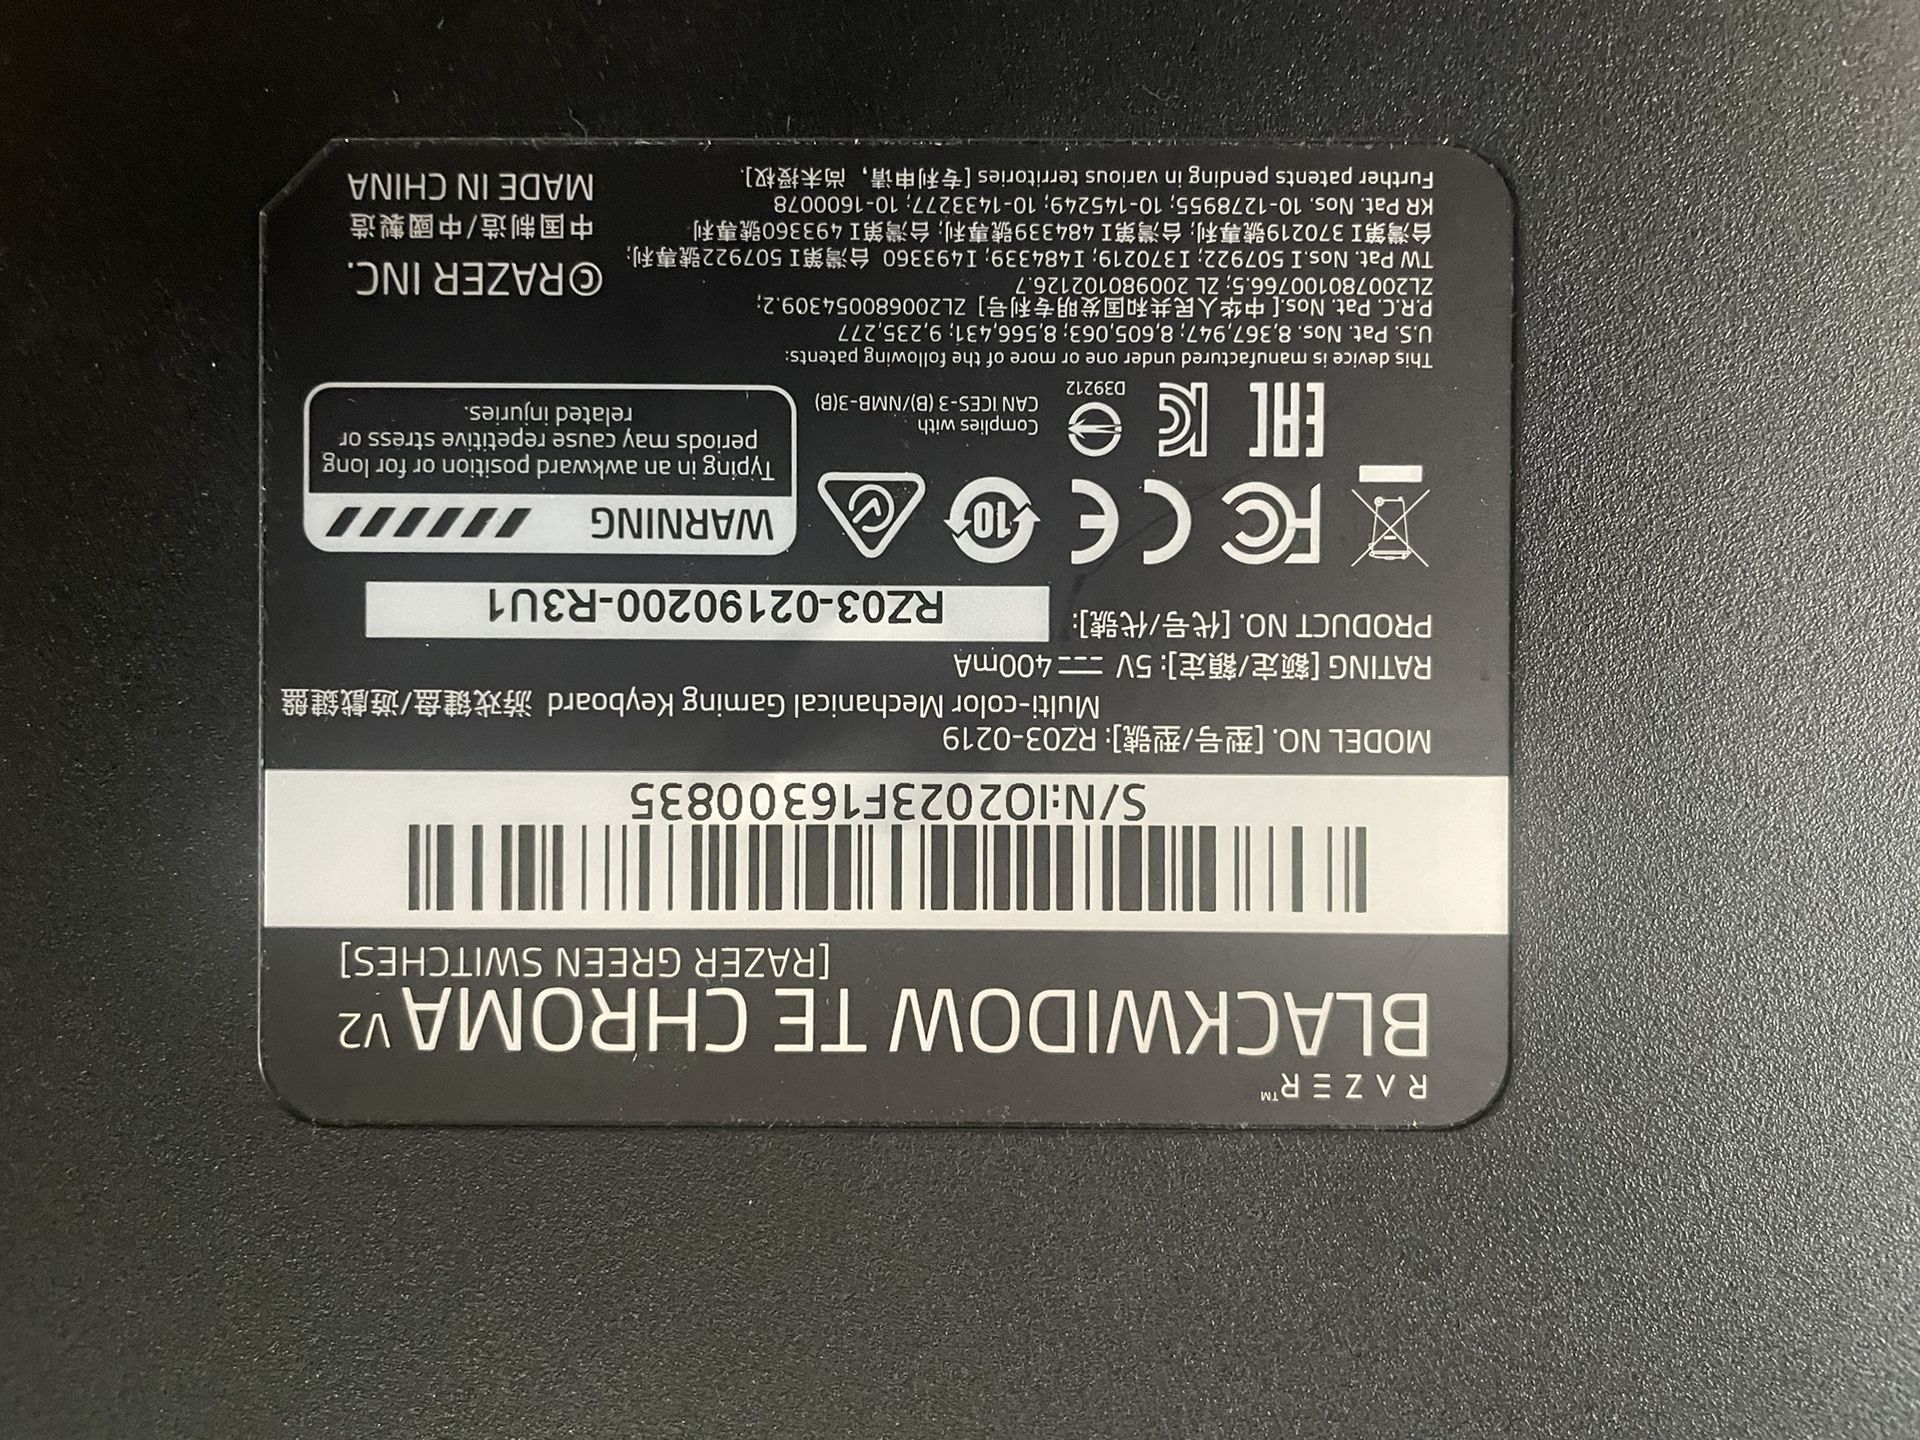 RAZER™
BLACKWIDOW TE CHROMA V2
[RAZER GREEN SWITCHES]
S/N:IO2023F16300835
MODEL NO. [型号/型號]: RZ03-0219
Multi-color Mechanical Gaming Keyboard 游戏键盘/遊戲鍵盤
RATING [额定/額定]: 5V ⎓ 400mA
PRODUCT NO. [代号/代號]: RZ03-02190200-R3U1
FC CE 10
WARNING
Typing in an awkward position or for long
periods may cause repetitive stress or
related injuries.
EAC
D39212
Complies with
CAN ICES-3 (B)/NMB-3(B)
This device is manufactured under one or more of the following patents:
U.S. Pat. Nos. 8,367,947; 8,605,063; 8,566,431; 9,235,277
P.R.C. Pat. Nos.[中华人民共和国发明专利号] ZL200680054309.2;
ZL200780100766.5; ZL 200980102126.7
TW Pat. Nos.I 507922; I370219; I484339; I493360 台灣第I 507922號專利;
台灣第I 370219號專利; 台灣第I 484339號專利; 台灣第I 493360號專利
KR Pat. Nos. 10-1278955; 10-145249; 10-1433277; 10-1600078
Further patents pending in various territories [专利申请，尚未授权].
©RAZER INC.
中国制造/中國製造
MADE IN CHINA